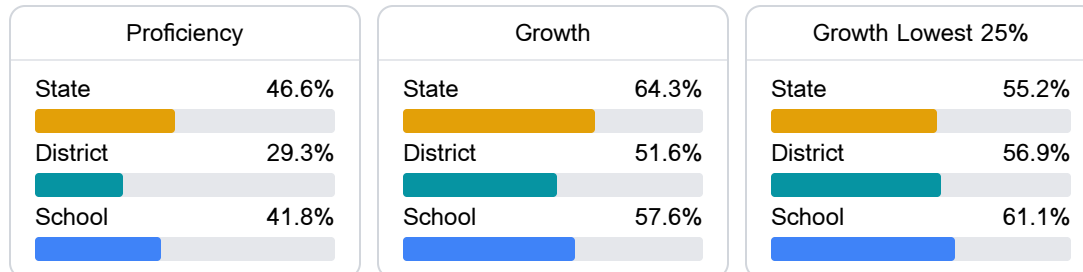 Proficiency
State 46.6%
District 29.3%
School 41.8%
Growth
State 64.3%
District 51.6%
School 57.6%
Growth Lowest 25%
State 55.2%
District 56.9%
School 61.1%